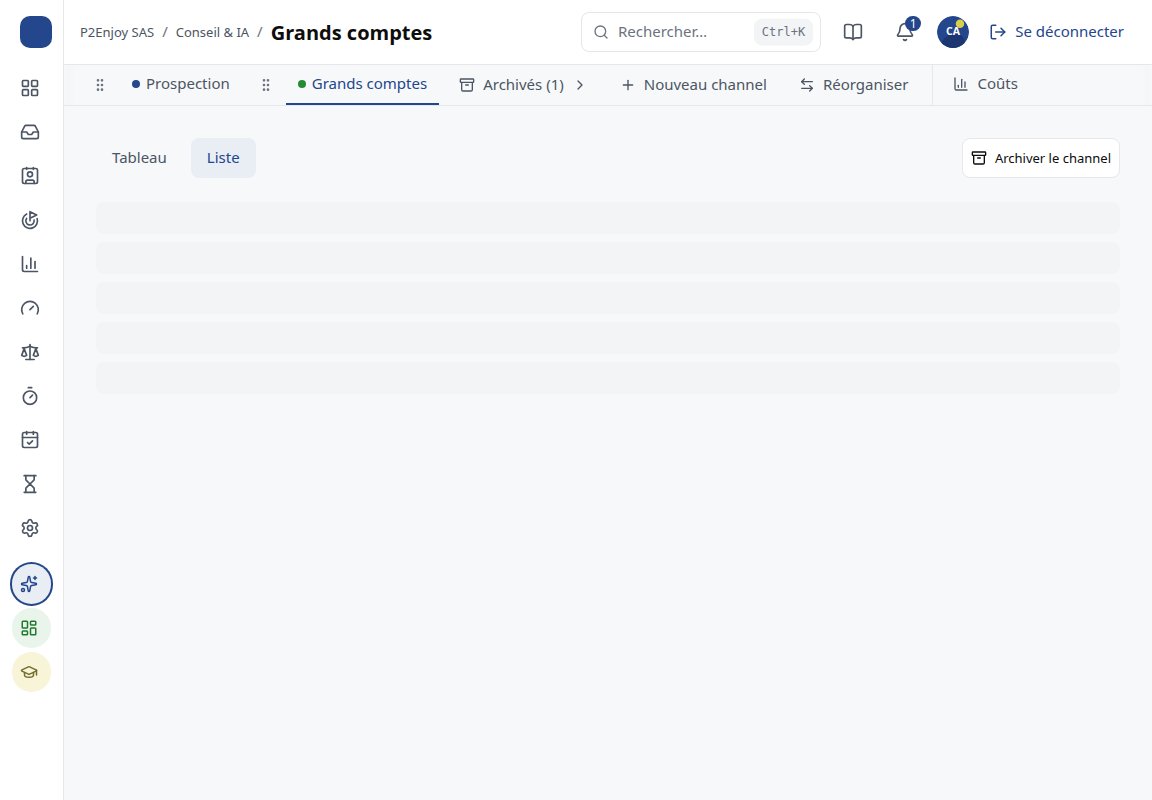 P2Enjoy SAS / Conseil & IA / Grands comptes
Rechercher... Ctrl+K
1
CA
Se déconnecter
Prospection
Grands comptes
Archivés (1)
Nouveau channel
Réorganiser
Coûts
Tableau
Liste
Archiver le channel